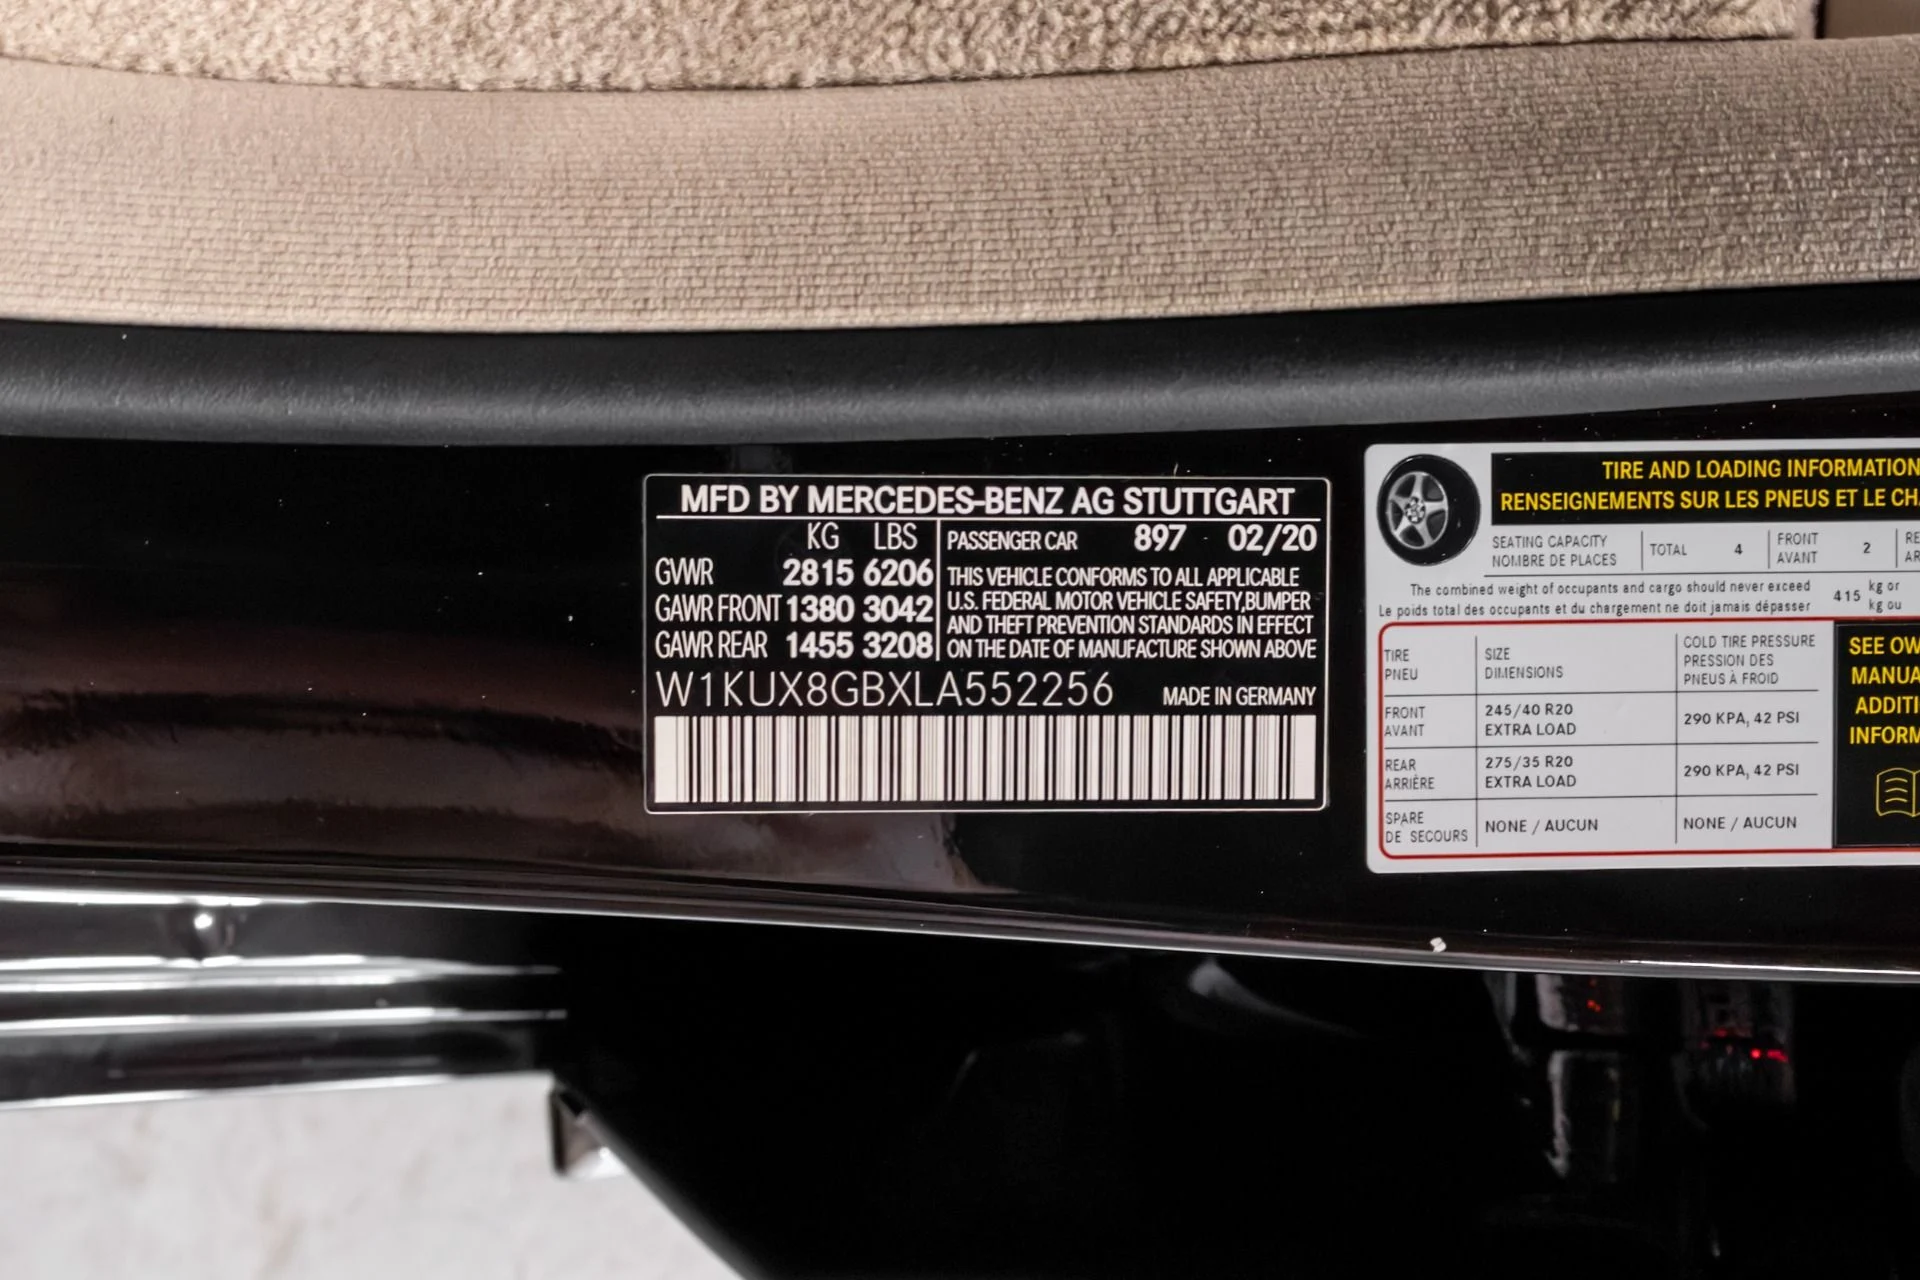 MFD BY MERCEDES-BENZ AG STUTTGART
KG LBS
GVWR 2815 6206
GAWR FRONT 1380 3042
GAWR REAR 1455 3208
PASSENGER CAR 897 02/20
THIS VEHICLE CONFORMS TO ALL APPLICABLE
U.S. FEDERAL MOTOR VEHICLE SAFETY,BUMPER
AND THEFT PREVENTION STANDARDS IN EFFECT
ON THE DATE OF MANUFACTURE SHOWN ABOVE
W1KUX8GBXLA552256 MADE IN GERMANY
TIRE AND LOADING INFORMATION
RENSEIGNEMENTS SUR LES PNEUS ET LE CH
SEATING CAPACITY
NOMBRE DE PLACES
TOTAL 4
FRONT
AVANT
2
RE
AR
The combined weight of occupants and cargo should never exceed
Le poids total des occupants et du chargement ne doit jamais dépasser
415
kg or
kg ou
TIRE
PNEU
SIZE
DIMENSIONS
COLD TIRE PRESSURE
PRESSION DES
PNEUS À FROID
FRONT
AVANT
245/40 R20
EXTRA LOAD
290 KPA, 42 PSI
REAR
ARRIÈRE
275/35 R20
EXTRA LOAD
290 KPA, 42 PSI
SPARE
DE SECOURS
NONE / AUCUN
NONE / AUCUN
SEE OW
MANUA
ADDITI
INFORM